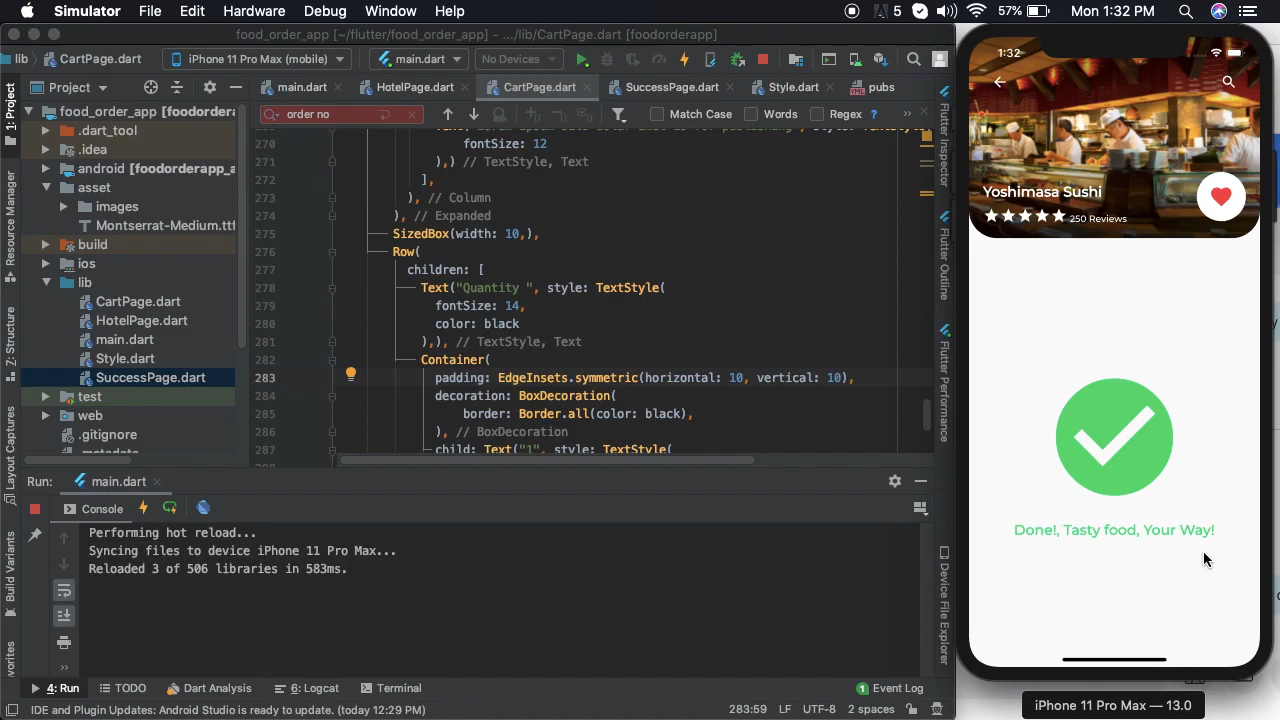 Simulator File Edit Hardware Debug Window Help 5 57% Mon 1:32 PM
food_order_app [~/flutter/food_order_app] - .../lib/CartPage.dart [foodorderapp]
lib CartPage.dart iPhone 11 Pro Max (mobile) main.dart No Devices
Project main.dart HotelPage.dart CartPage.dart SuccessPage.dart Style.dart pubs
food_order_app [foodordera
.dart_tool
.idea
android [foodorderapp_a
asset
images
Montserrat-Medium.ttf
build
ios
lib
CartPage.dart
HotelPage.dart
main.dart
Style.dart
SuccessPage.dart
test
web
.gitignore
1: Project
Resource Manager
Z: Structure
Layout Captures
Build Variants
order no Match Case Words Regex ? »
270 fontSize: 12
271 ),) // TextStyle, Text
272 ],
273 ), // Column
274 ), // Expanded
275 SizedBox(width: 10,),
276 Row(
277 children: [
278 Text("Quantity ", style: TextStyle(
279 fontSize: 14,
280 color: black
281 ),), // TextStyle, Text
282 Container(
283 padding: EdgeInsets.symmetric(horizontal: 10, vertical: 10),
284 decoration: BoxDecoration(
285 border: Border.all(color: black),
286 ), // BoxDecoration
287 child: Text("1", style: TextStyle(
Flutter Inspector
Flutter Outline
Flutter Performance
Device File Explorer
Run: main.dart
Console
Performing hot reload...
Syncing files to device iPhone 11 Pro Max...
Reloaded 3 of 506 libraries in 583ms.
»
4: Run TODO Dart Analysis 6: Logcat Terminal 1 Event Log
IDE and Plugin Updates: Android Studio is ready to update. (today 12:29 PM) 283:59 LF UTF-8 2 spaces
1:32
Yoshimasa Sushi
250 Reviews
Done!, Tasty food, Your Way!
iPhone 11 Pro Max — 13.0